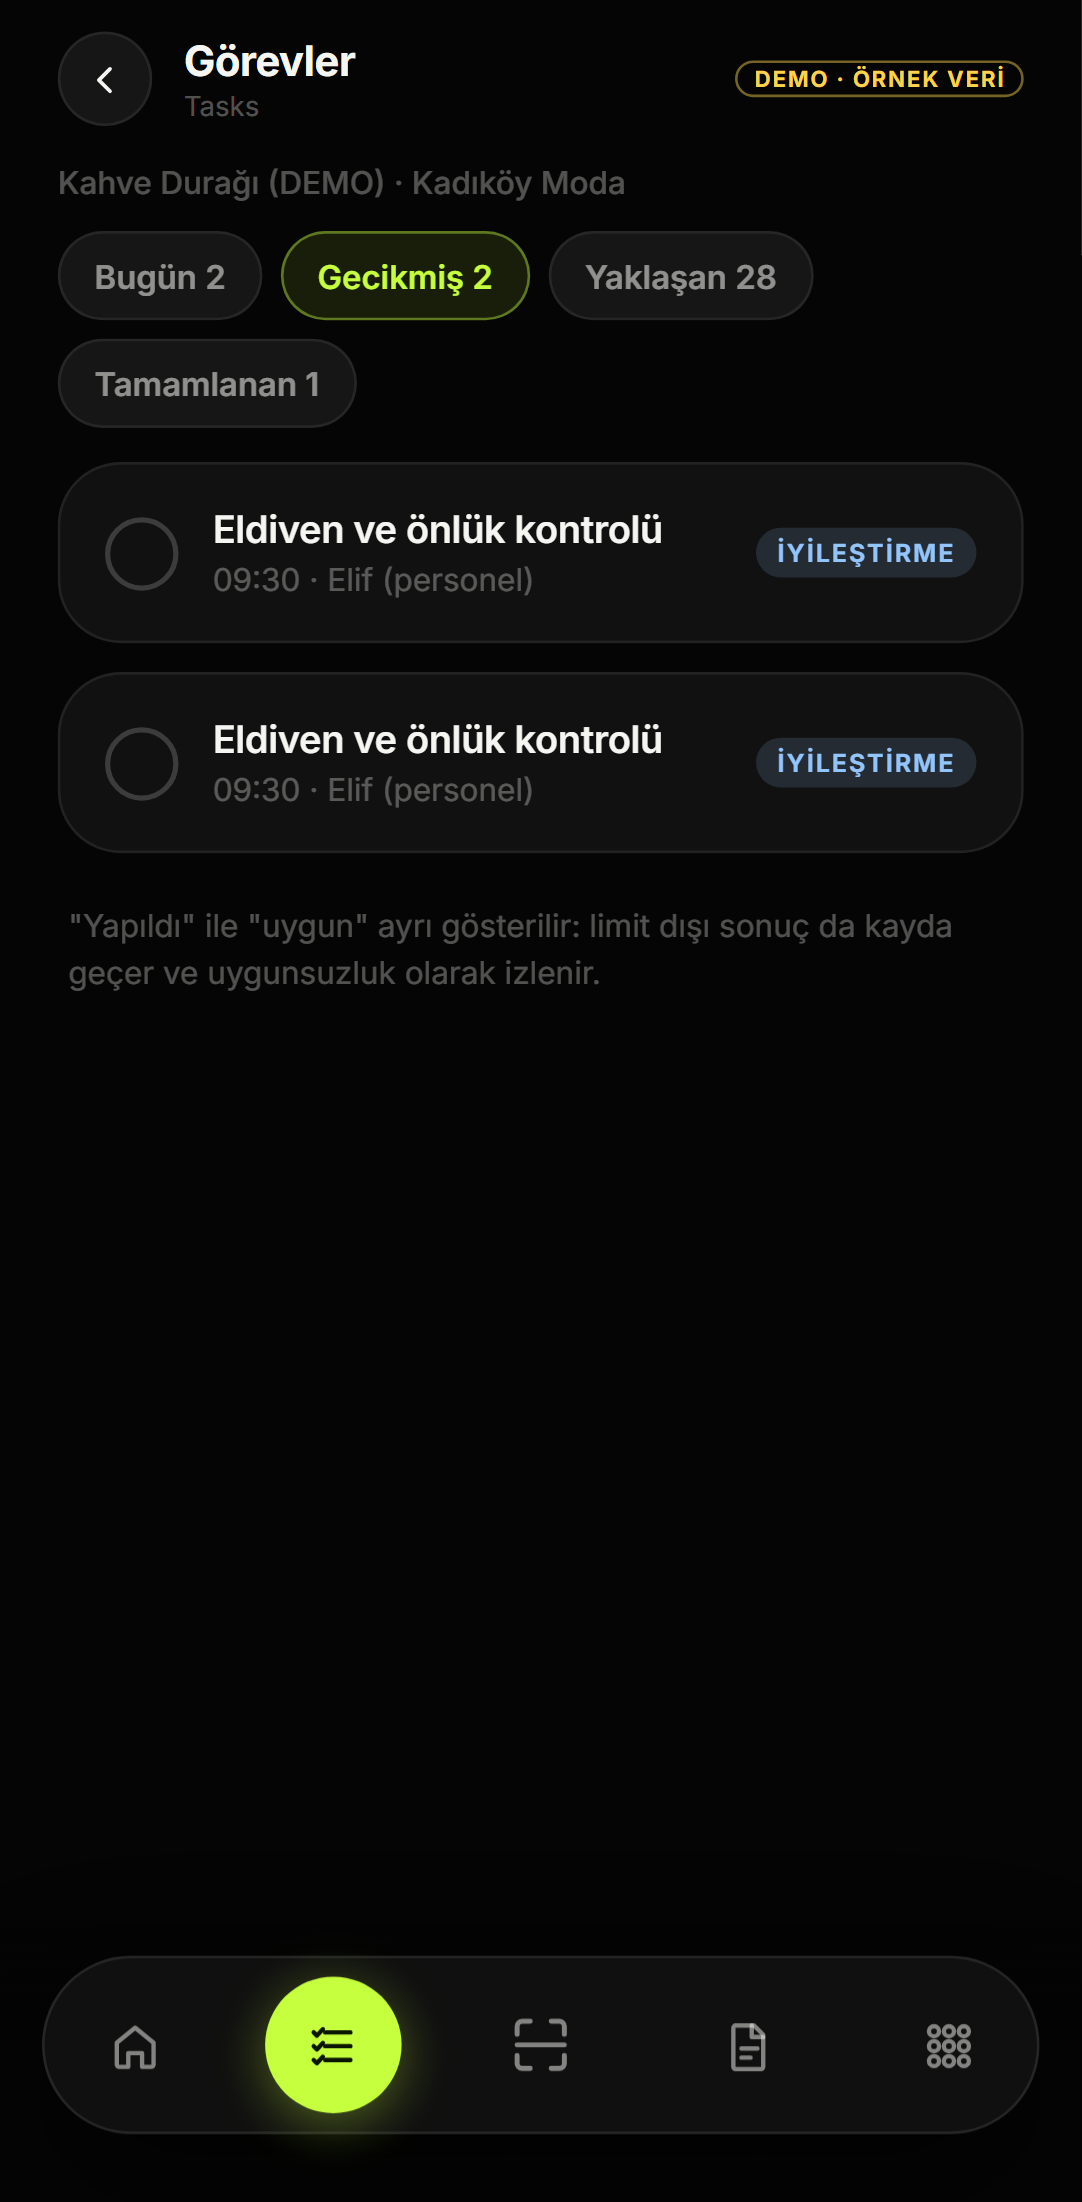 Görevler
Tasks
DEMO · ÖRNEK VERİ
Kahve Durağı (DEMO) · Kadıköy Moda
Bugün 2
Gecikmiş 2
Yaklaşan 28
Tamamlanan 1
Eldiven ve önlük kontrolü
09:30 · Elif (personel)
İYİLEŞTİRME
Eldiven ve önlük kontrolü
09:30 · Elif (personel)
İYİLEŞTİRME
"Yapıldı" ile "uygun" ayrı gösterilir: limit dışı sonuç da kayda
geçer ve uygunsuzluk olarak izlenir.